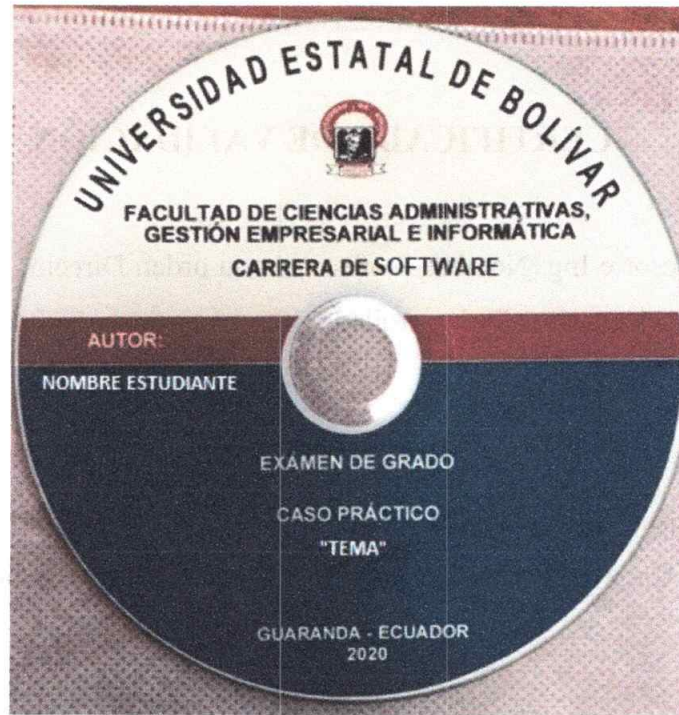 UNIVERSIDAD ESTATAL DE BOLÍVAR
FACULTAD DE CIENCIAS ADMINISTRATIVAS,
GESTIÓN EMPRESARIAL E INFORMÁTICA
CARRERA DE SOFTWARE
AUTOR:
NOMBRE ESTUDIANTE
EXÁMEN DE GRADO
CASO PRÁCTICO
"TEMA"
GUARANDA - ECUADOR
2020